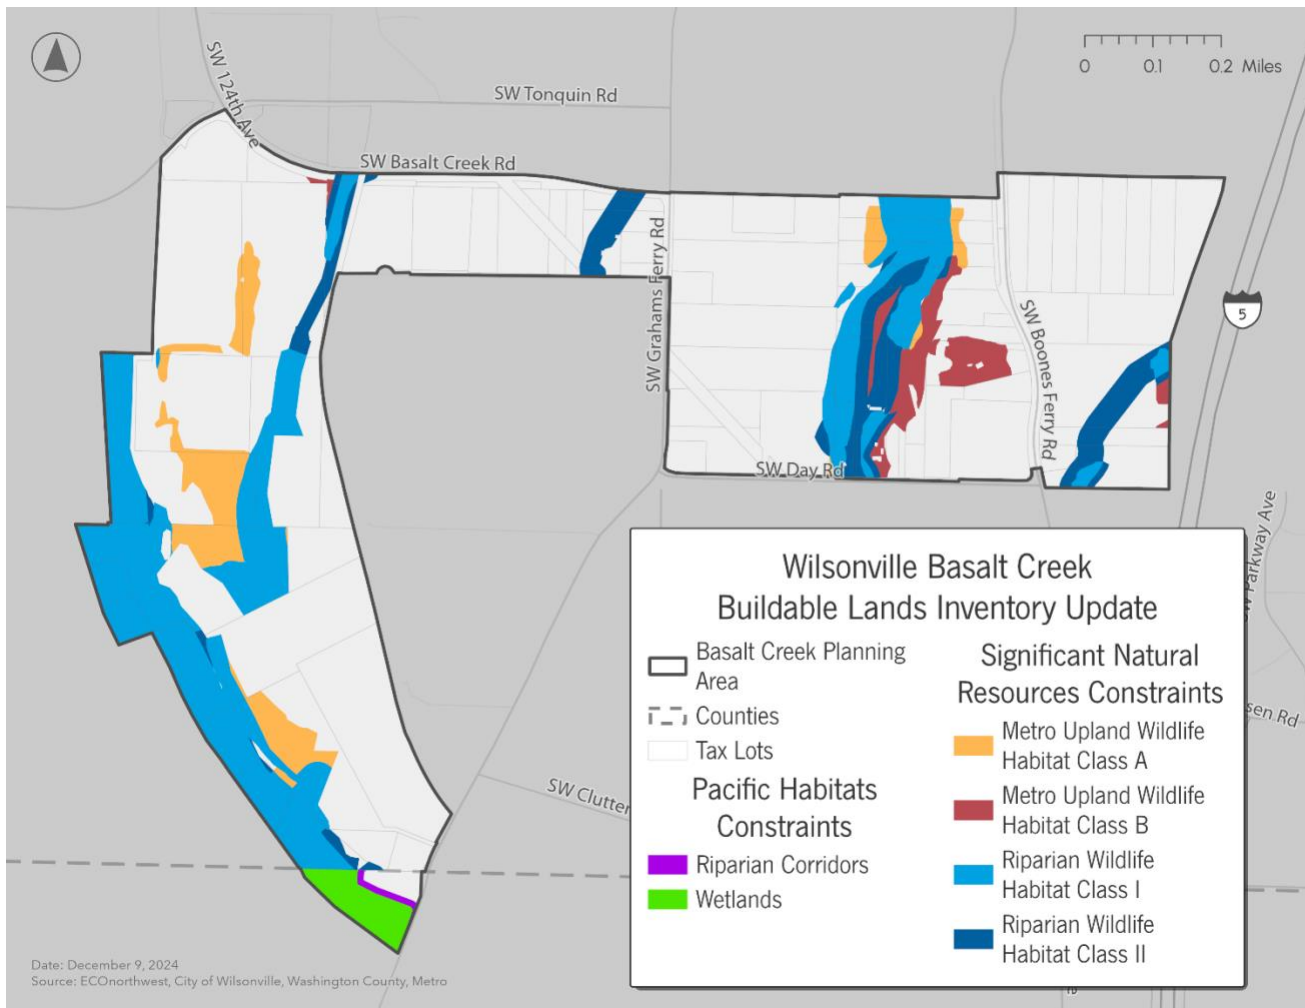 SW 124th Ave
SW Tonquin Rd
SW Basalt Creek Rd
0 0.1 0.2 Miles
SW Grahams Ferry Rd
SW Boones Ferry Rd
5
SW Day Rd
SW Parkway Ave
sen Rd
SW Clutter
Wilsonville Basalt Creek
Buildable Lands Inventory Update
Basalt Creek Planning
Area
Counties
Tax Lots
Pacific Habitats
Constraints
Riparian Corridors
Wetlands
Significant Natural
Resources Constraints
Metro Upland Wildlife
Habitat Class A
Metro Upland Wildlife
Habitat Class B
Riparian Wildlife
Habitat Class I
Riparian Wildlife
Habitat Class II
Date: December 9, 2024
Source: ECOnorthwest, City of Wilsonville, Washington County, Metro